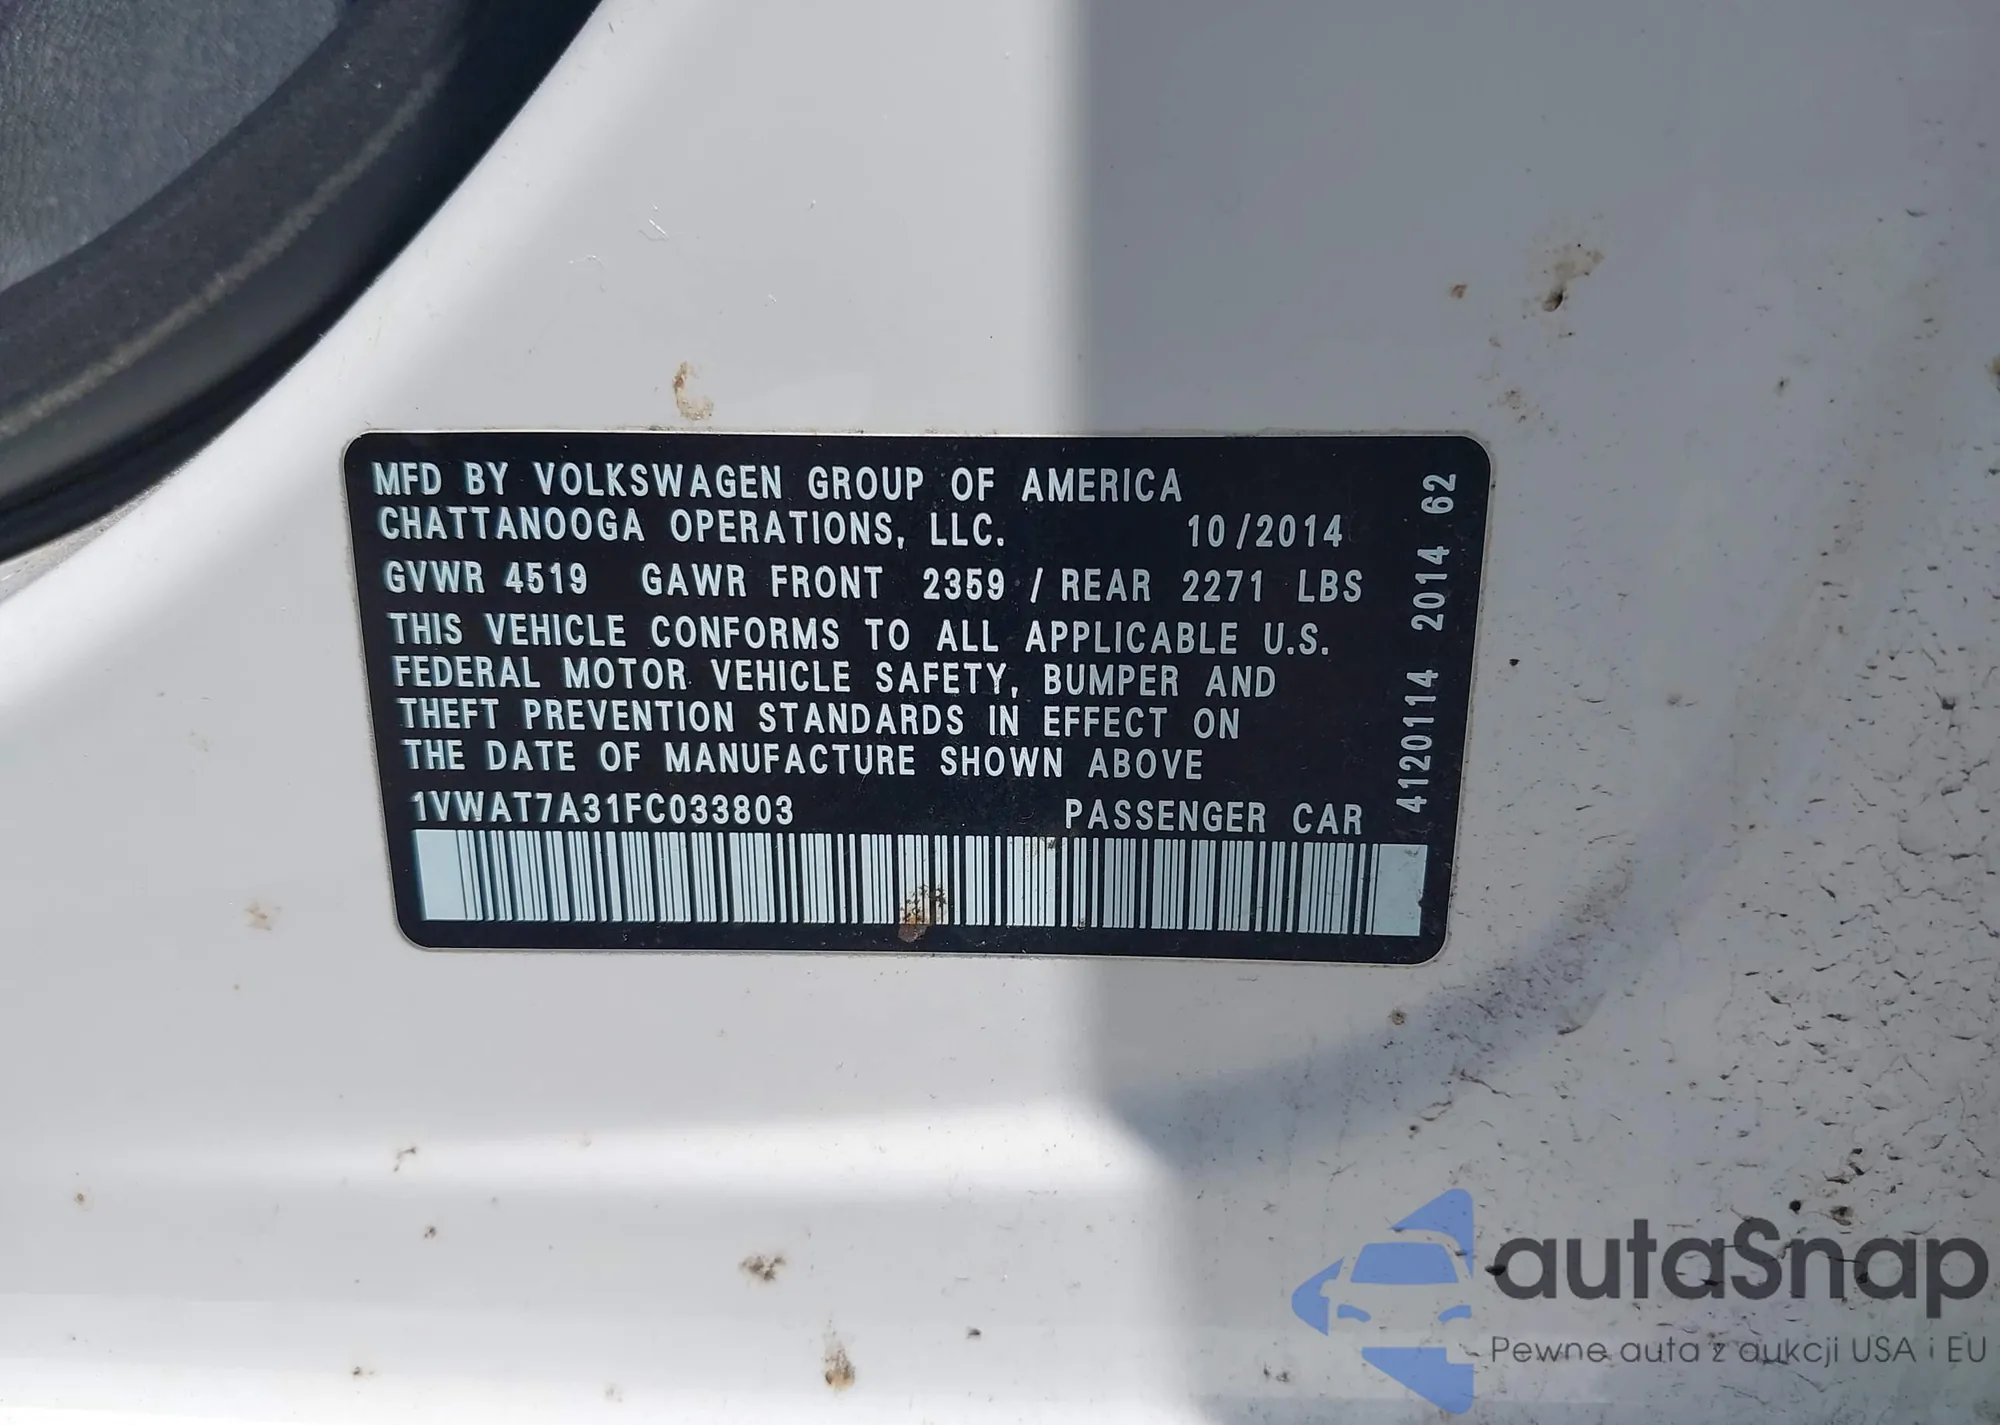 MFD BY VOLKSWAGEN GROUP OF AMERICA
CHATTANOOGA OPERATIONS, LLC. 10/2014
GVWR 4519 GAWR FRONT 2359 / REAR 2271 LBS
THIS VEHICLE CONFORMS TO ALL APPLICABLE U.S.
FEDERAL MOTOR VEHICLE SAFETY, BUMPER AND
THEFT PREVENTION STANDARDS IN EFFECT ON
THE DATE OF MANUFACTURE SHOWN ABOVE
1VWAT7A31FC033803 PASSENGER CAR
4120114 2014 62
autaSnap
Pewne auta z aukcji USA i EU